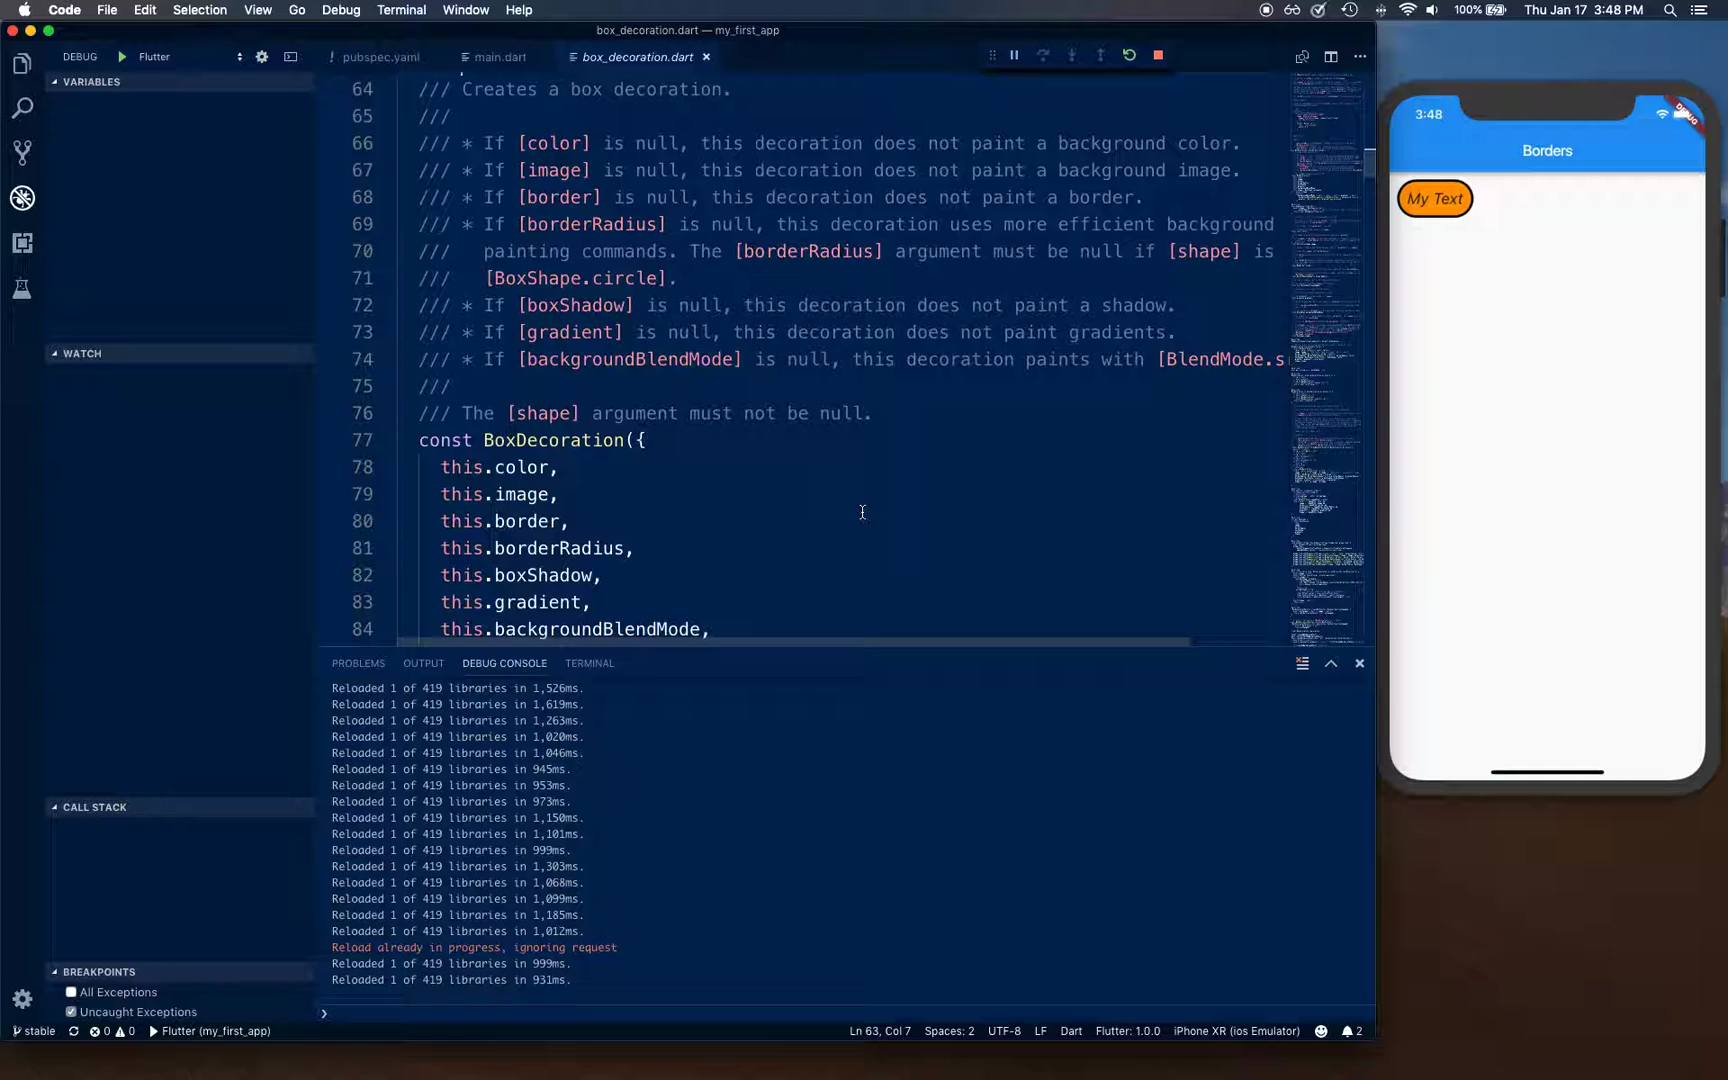 Code File Edit Selection View Go Debug Terminal Window Help 100% Thu Jan 17 3:48 PM
box_decoration.dart — my_first_app
DEBUG Flutter pubspec.yaml main.dart box_decoration.dart
VARIABLES
64 /// Creates a box decoration.
65 ///
66 /// * If [color] is null, this decoration does not paint a background color.
67 /// * If [image] is null, this decoration does not paint a background image.
68 /// * If [border] is null, this decoration does not paint a border.
69 /// * If [borderRadius] is null, this decoration uses more efficient background
70 /// painting commands. The [borderRadius] argument must be null if [shape] is
71 /// [BoxShape.circle].
72 /// * If [boxShadow] is null, this decoration does not paint a shadow.
73 /// * If [gradient] is null, this decoration does not paint gradients.
74 /// * If [backgroundBlendMode] is null, this decoration paints with [BlendMode.s
75 ///
76 /// The [shape] argument must not be null.
77 const BoxDecoration({
78 this.color,
79 this.image,
80 this.border,
81 this.borderRadius,
82 this.boxShadow,
83 this.gradient,
84 this.backgroundBlendMode,
WATCH
CALL STACK
BREAKPOINTS
All Exceptions
Uncaught Exceptions
PROBLEMS OUTPUT DEBUG CONSOLE TERMINAL
Reloaded 1 of 419 libraries in 1,526ms.
Reloaded 1 of 419 libraries in 1,619ms.
Reloaded 1 of 419 libraries in 1,263ms.
Reloaded 1 of 419 libraries in 1,020ms.
Reloaded 1 of 419 libraries in 1,046ms.
Reloaded 1 of 419 libraries in 945ms.
Reloaded 1 of 419 libraries in 953ms.
Reloaded 1 of 419 libraries in 973ms.
Reloaded 1 of 419 libraries in 1,150ms.
Reloaded 1 of 419 libraries in 1,101ms.
Reloaded 1 of 419 libraries in 999ms.
Reloaded 1 of 419 libraries in 1,303ms.
Reloaded 1 of 419 libraries in 1,068ms.
Reloaded 1 of 419 libraries in 1,099ms.
Reloaded 1 of 419 libraries in 1,185ms.
Reloaded 1 of 419 libraries in 1,012ms.
Reload already in progress, ignoring request
Reloaded 1 of 419 libraries in 999ms.
Reloaded 1 of 419 libraries in 931ms.
stable 0 0 Flutter (my_first_app) Ln 63, Col 7 Spaces: 2 UTF-8 LF Dart Flutter: 1.0.0 iPhone XR (ios Emulator) 2
3:48
DEBUG
Borders
My Text